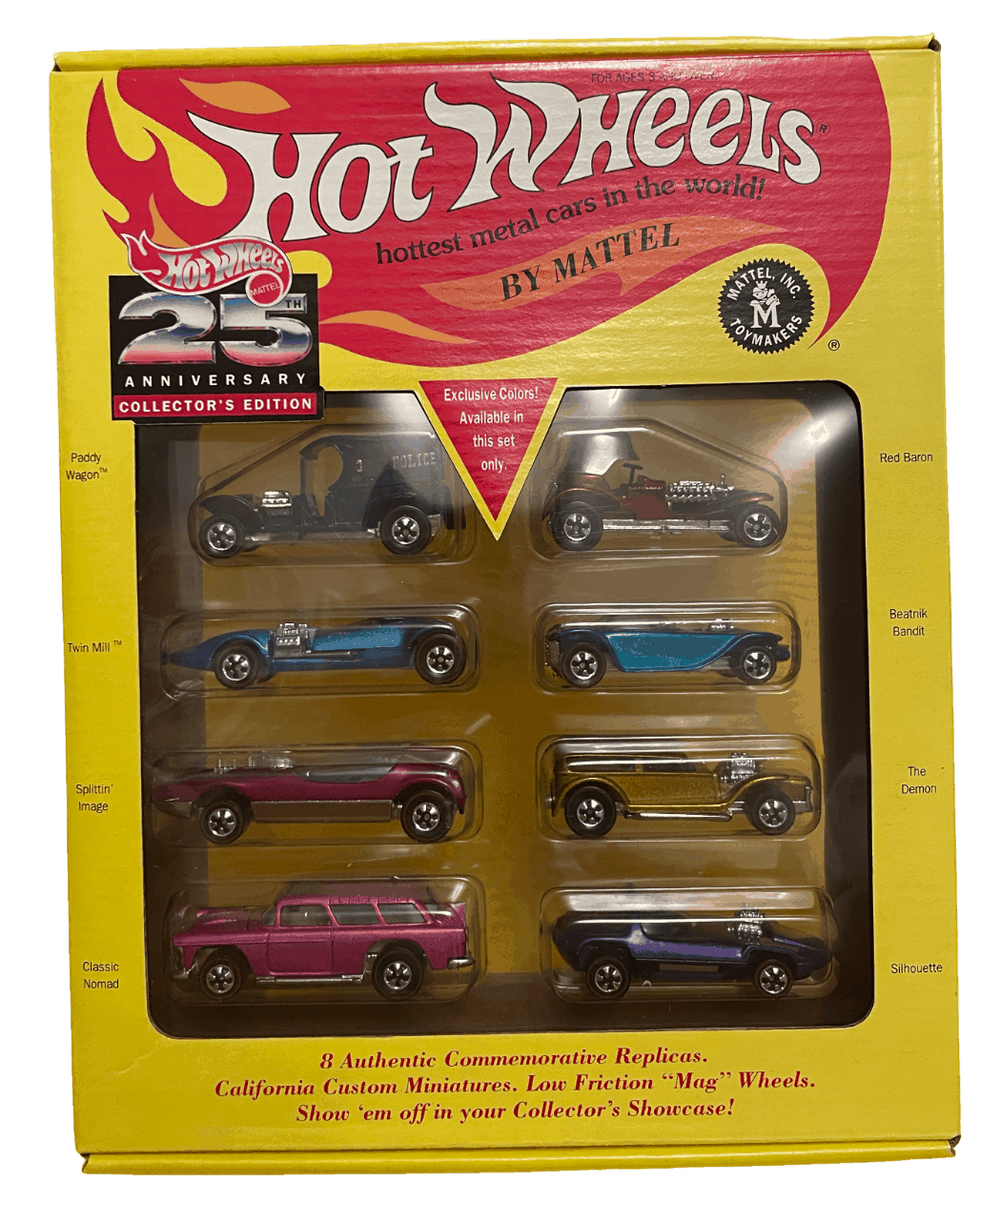 FOR AGES 3 AND OVER
HOT WHEELS®
hottest metal cars in the world!
BY MATTEL
HOT WHEELS
MATTEL
25TH
ANNIVERSARY
COLLECTOR'S EDITION
MATTEL, INC.
M
TOYMAKERS
®
Exclusive Colors!
Available in
this set
only.
Paddy
Wagon™
3 POLICE
Red Baron
Twin Mill™
Beatnik
Bandit
Splittin'
Image
The
Demon
Classic
Nomad
Silhouette
8 Authentic Commemorative Replicas.
California Custom Miniatures. Low Friction "Mag" Wheels.
Show 'em off in your Collector's Showcase!